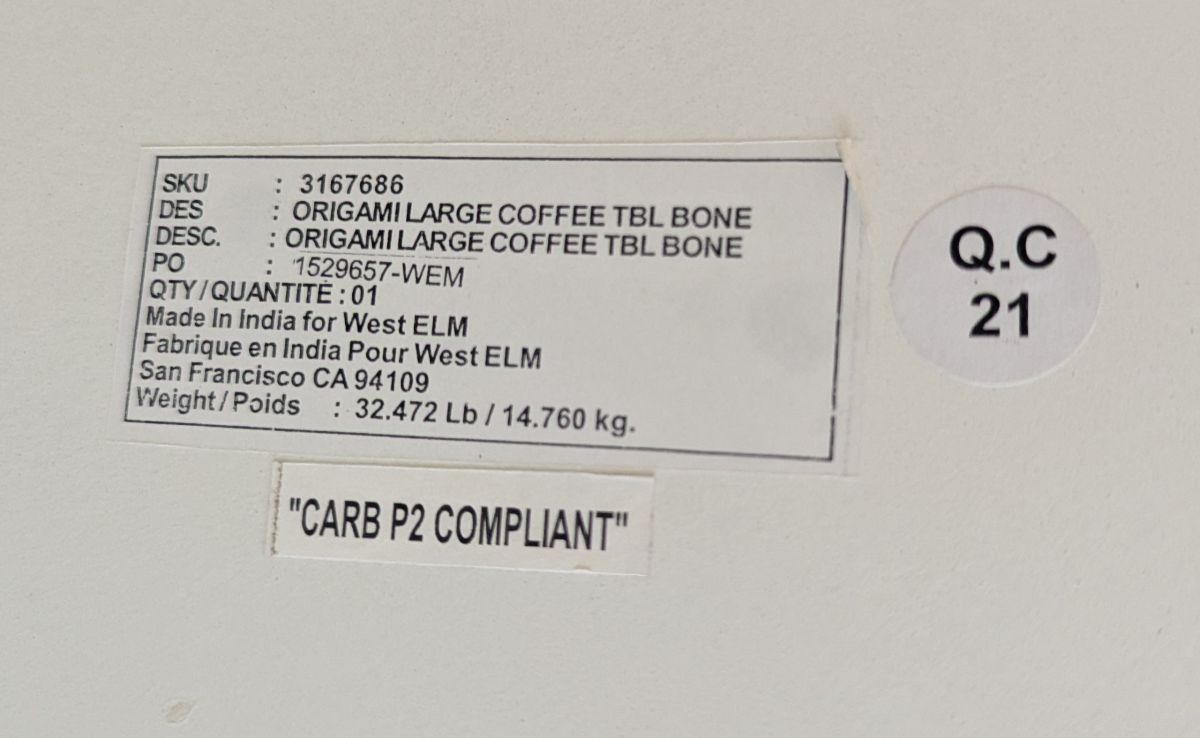 SKU : 3167686
DES : ORIGAMI LARGE COFFEE TBL BONE
DESC. : ORIGAMI LARGE COFFEE TBL BONE
PO : 1529657-WEM
QTY/QUANTITÉ : 01
Made In India for West ELM
Fabrique en India Pour West ELM
San Francisco CA 94109
Weight/Poids : 32.472 Lb / 14.760 kg.
Q.C
21
"CARB P2 COMPLIANT"